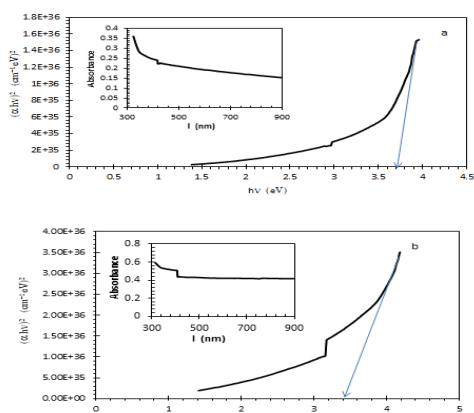 a
(αhν)² (cm⁻¹eV)²
1.8E+36
1.6E+36
1.4E+36
1.2E+36
1E+36
8E+35
6E+35
4E+35
2E+35
0
0 0.5 1 1.5 2 2.5 3 3.5 4 4.5
hν (eV)
Absorbance
0.4
0.35
0.3
0.25
0.2
0.15
0.1
0.05
0
300 500 700 900
l (nm)
b
(αhν)² (cm⁻¹eV)²
4.00E+36
3.50E+36
3.00E+36
2.50E+36
2.00E+36
1.50E+36
1.00E+36
5.00E+35
0.00E+00
0 1 2 3 4 5
Absorbance
0.8
0.6
0.4
0.2
0
300 500 700 900
l (nm)